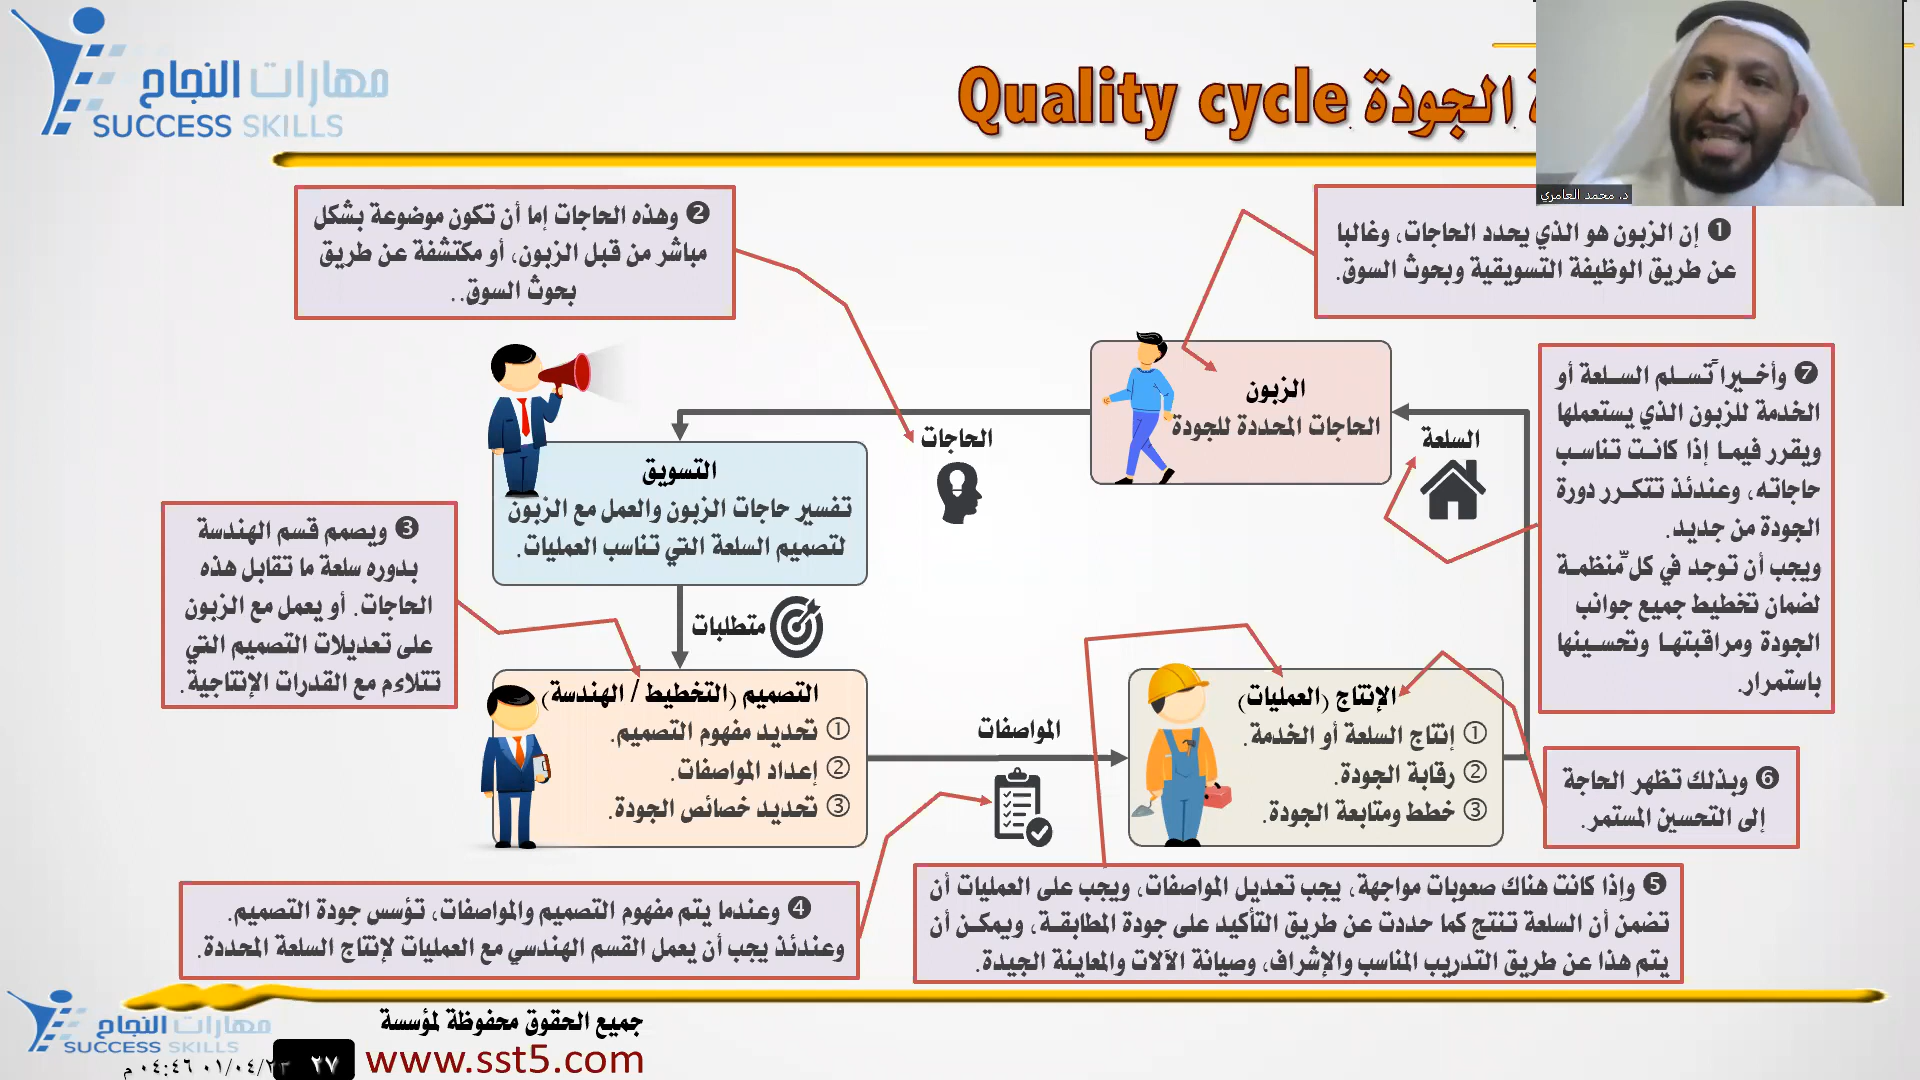 مهارات النجاح
SUCCESS SKILLS
الجودة Quality cycle
د. محمد العامري
❶ إن الزبون هو الذي يحدد الحاجات، وغالبا
عن طريق الوظيفة التسويقية وبحوث السوق.
❷ وهذه الحاجات إما أن تكون موضوعة بشكل
مباشر من قبل الزبون، أو مكتشفة عن طريق
بحوث السوق..
الزبون
الحاجات المحددة للجودة
الحاجات
السلعة
التسويق
تفسير حاجات الزبون والعمل مع الزبون
لتصميم السلعة التي تناسب العمليات.
متطلبات
❸ ويصمم قسم الهندسة
بدوره سلعة ما تقابل هذه
الحاجات. أو يعمل مع الزبون
على تعديلات التصميم التي
تتلاءم مع القدرات الإنتاجية.
التصميم (التخطيط / الهندسة)
① تحديد مفهوم التصميم.
② إعداد المواصفات.
③ تحديد خصائص الجودة.
المواصفات
الإنتاج (العمليات)
① إنتاج السلعة أو الخدمة.
② رقابة الجودة.
③ خطط ومتابعة الجودة.
❹ وعندما يتم مفهوم التصميم والمواصفات، تؤسس جودة التصميم.
وعندئذ يجب أن يعمل القسم الهندسي مع العمليات لإنتاج السلعة المحددة.
❺ وإذا كانت هناك صعوبات مواجهة، يجب تعديل المواصفات، ويجب على العمليات أن
تضمن أن السلعة تنتج كما حددت عن طريق التأكيد على جودة المطابقة، ويمكن أن
يتم هذا عن طريق التدريب المناسب والإشراف، وصيانة الآلات والمعاينة الجيدة.
❻ وبذلك تظهر الحاجة
إلى التحسين المستمر.
❼ وأخيراً تسلم السلعة أو
الخدمة للزبون الذي يستعملها
ويقرر فيما إذا كانت تناسب
حاجاته، وعندئذ تتكرر دورة
الجودة من جديد.
ويجب أن توجد في كل منظمة
لضمان تخطيط جميع جوانب
الجودة ومراقبتها وتحسينها
باستمرار.
مهارات النجاح
SUCCESS SKILLS
جميع الحقوق محفوظة لمؤسسة
www.sst5.com
٢٧
٠١/٠٤/٢٣ ٠٤:٤٦ م